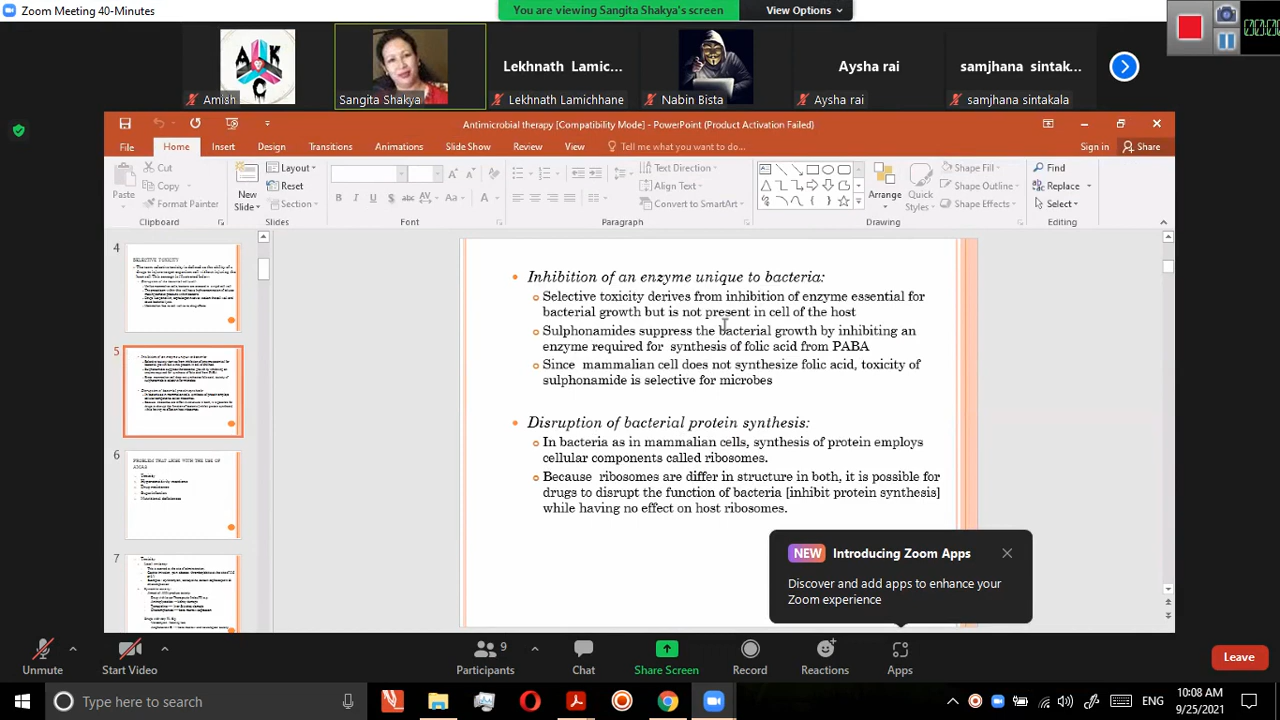 Zoom Meeting 40-Minutes
You are viewing Sangita Shakya's screen
View Options
A K
C
Lekhnath Lamic...
Aysha rai
samjhana sintak...
Amish
Sangita Shakya
Lekhnath Lamichhane
Nabin Bista
Aysha rai
samjhana sintakala
Antimicrobial therapy [Compatibility Mode] - PowerPoint (Product Activation Failed)
File Home Insert Design Transitions Animations Slide Show Review View Tell me what you want to do... Sign in Share
Paste
Cut
Copy
Format Painter
Clipboard
New
Slide
Layout
Reset
Section
Slides
Font
Text Direction
Align Text
Convert to SmartArt
Paragraph
Arrange
Quick
Styles
Shape Fill
Shape Outline
Shape Effects
Drawing
Find
Replace
Select
Editing
4
SELECTIVE TOXICITY
5
6
PROBLEM THAT ARISE WITH THE USE OF
AMAS
7
Inhibition of an enzyme unique to bacteria:
Selective toxicity derives from inhibition of enzyme essential for
bacterial growth but is not present in cell of the host
Sulphonamides suppress the bacterial growth by inhibiting an
enzyme required for synthesis of folic acid from PABA
Since mammalian cell does not synthesize folic acid, toxicity of
sulphonamide is selective for microbes
Disruption of bacterial protein synthesis:
In bacteria as in mammalian cells, synthesis of protein employs
cellular components called ribosomes.
Because ribosomes are differ in structure in both, it is possible for
drugs to disrupt the function of bacteria [inhibit protein synthesis]
while having no effect on host ribosomes.
NEW Introducing Zoom Apps
Discover and add apps to enhance your
Zoom experience
Unmute
Start Video
Participants
9
Chat
Share Screen
Record
Reactions
Apps
Leave
Type here to search
ENG
10:08 AM
9/25/2021